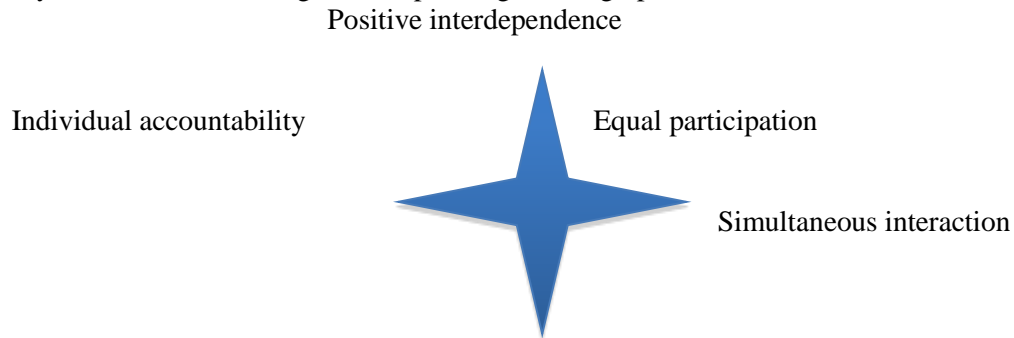 Positive interdependence
Individual accountability
Equal participation
Simultaneous interaction